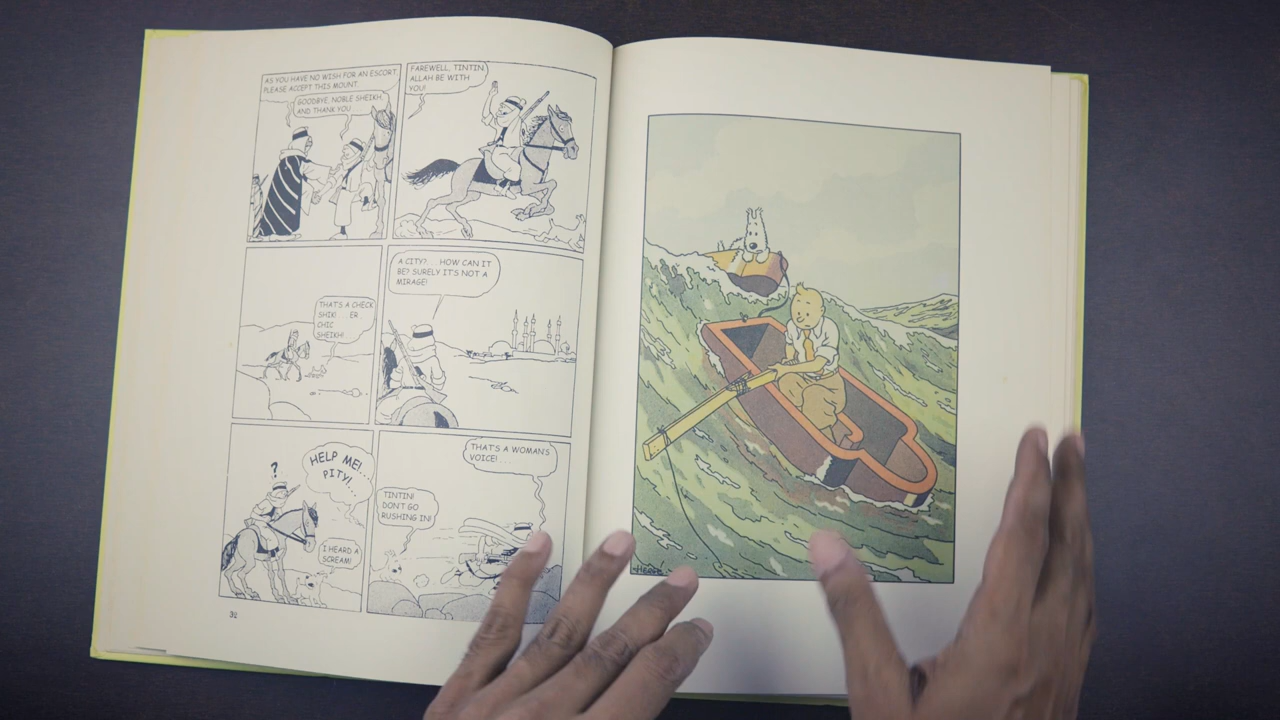 AS YOU HAVE NO WISH FOR AN ESCORT,
PLEASE ACCEPT THIS MOUNT.
GOODBYE, NOBLE SHEIKH,
AND THANK YOU.
FAREWELL, TINTIN.
ALLAH BE WITH
YOU!
THAT'S A CHECK
SHIK! . . . ER
CHIC
SHEIKH!
A CITY? . . . HOW CAN IT
BE? SURELY IT'S NOT A
MIRAGE!
?
HELP ME!..
PITY!..
I HEARD A
SCREAM!
THAT'S A WOMAN'S
VOICE! . . .
TINTIN!
DON'T GO
RUSHING IN!
HERGÉ